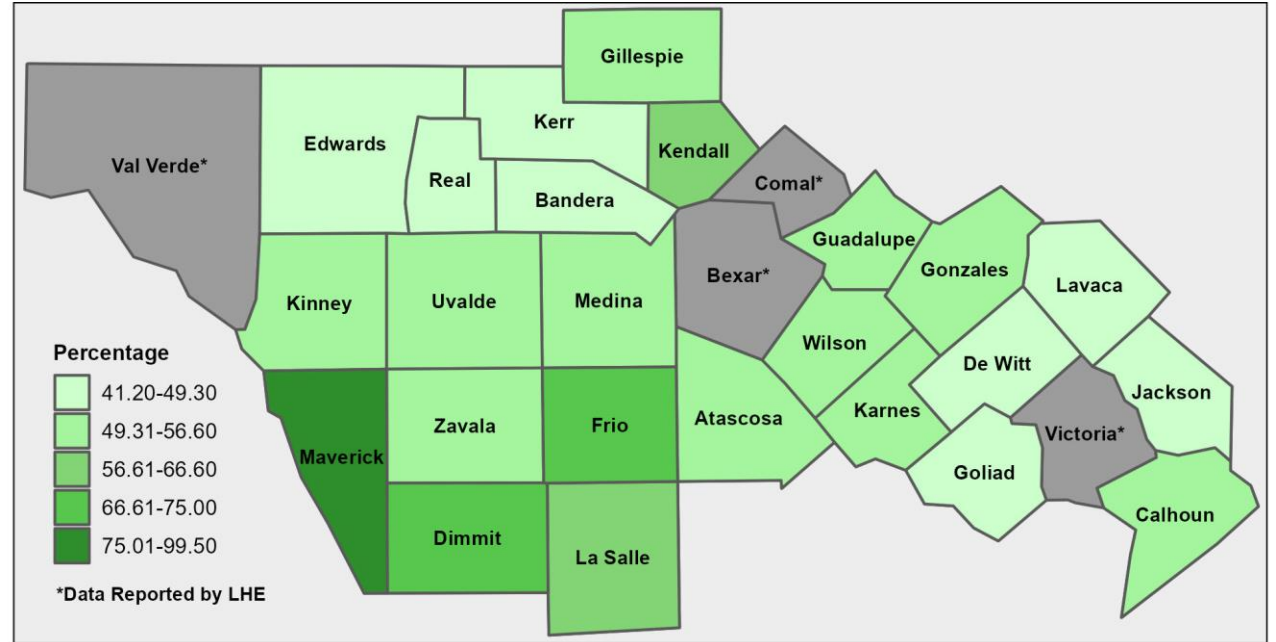 Gillespie
Val Verde*
Edwards
Kerr
Real
Kendall
Bandera
Comal*
Guadalupe
Bexar*
Gonzales
Lavaca
Kinney
Uvalde
Medina
Wilson
De Witt
Jackson
Zavala
Frio
Atascosa
Karnes
Victoria*
Maverick
Goliad
Calhoun
Dimmit
La Salle
Percentage
41.20-49.30
49.31-56.60
56.61-66.60
66.61-75.00
75.01-99.50
*Data Reported by LHE